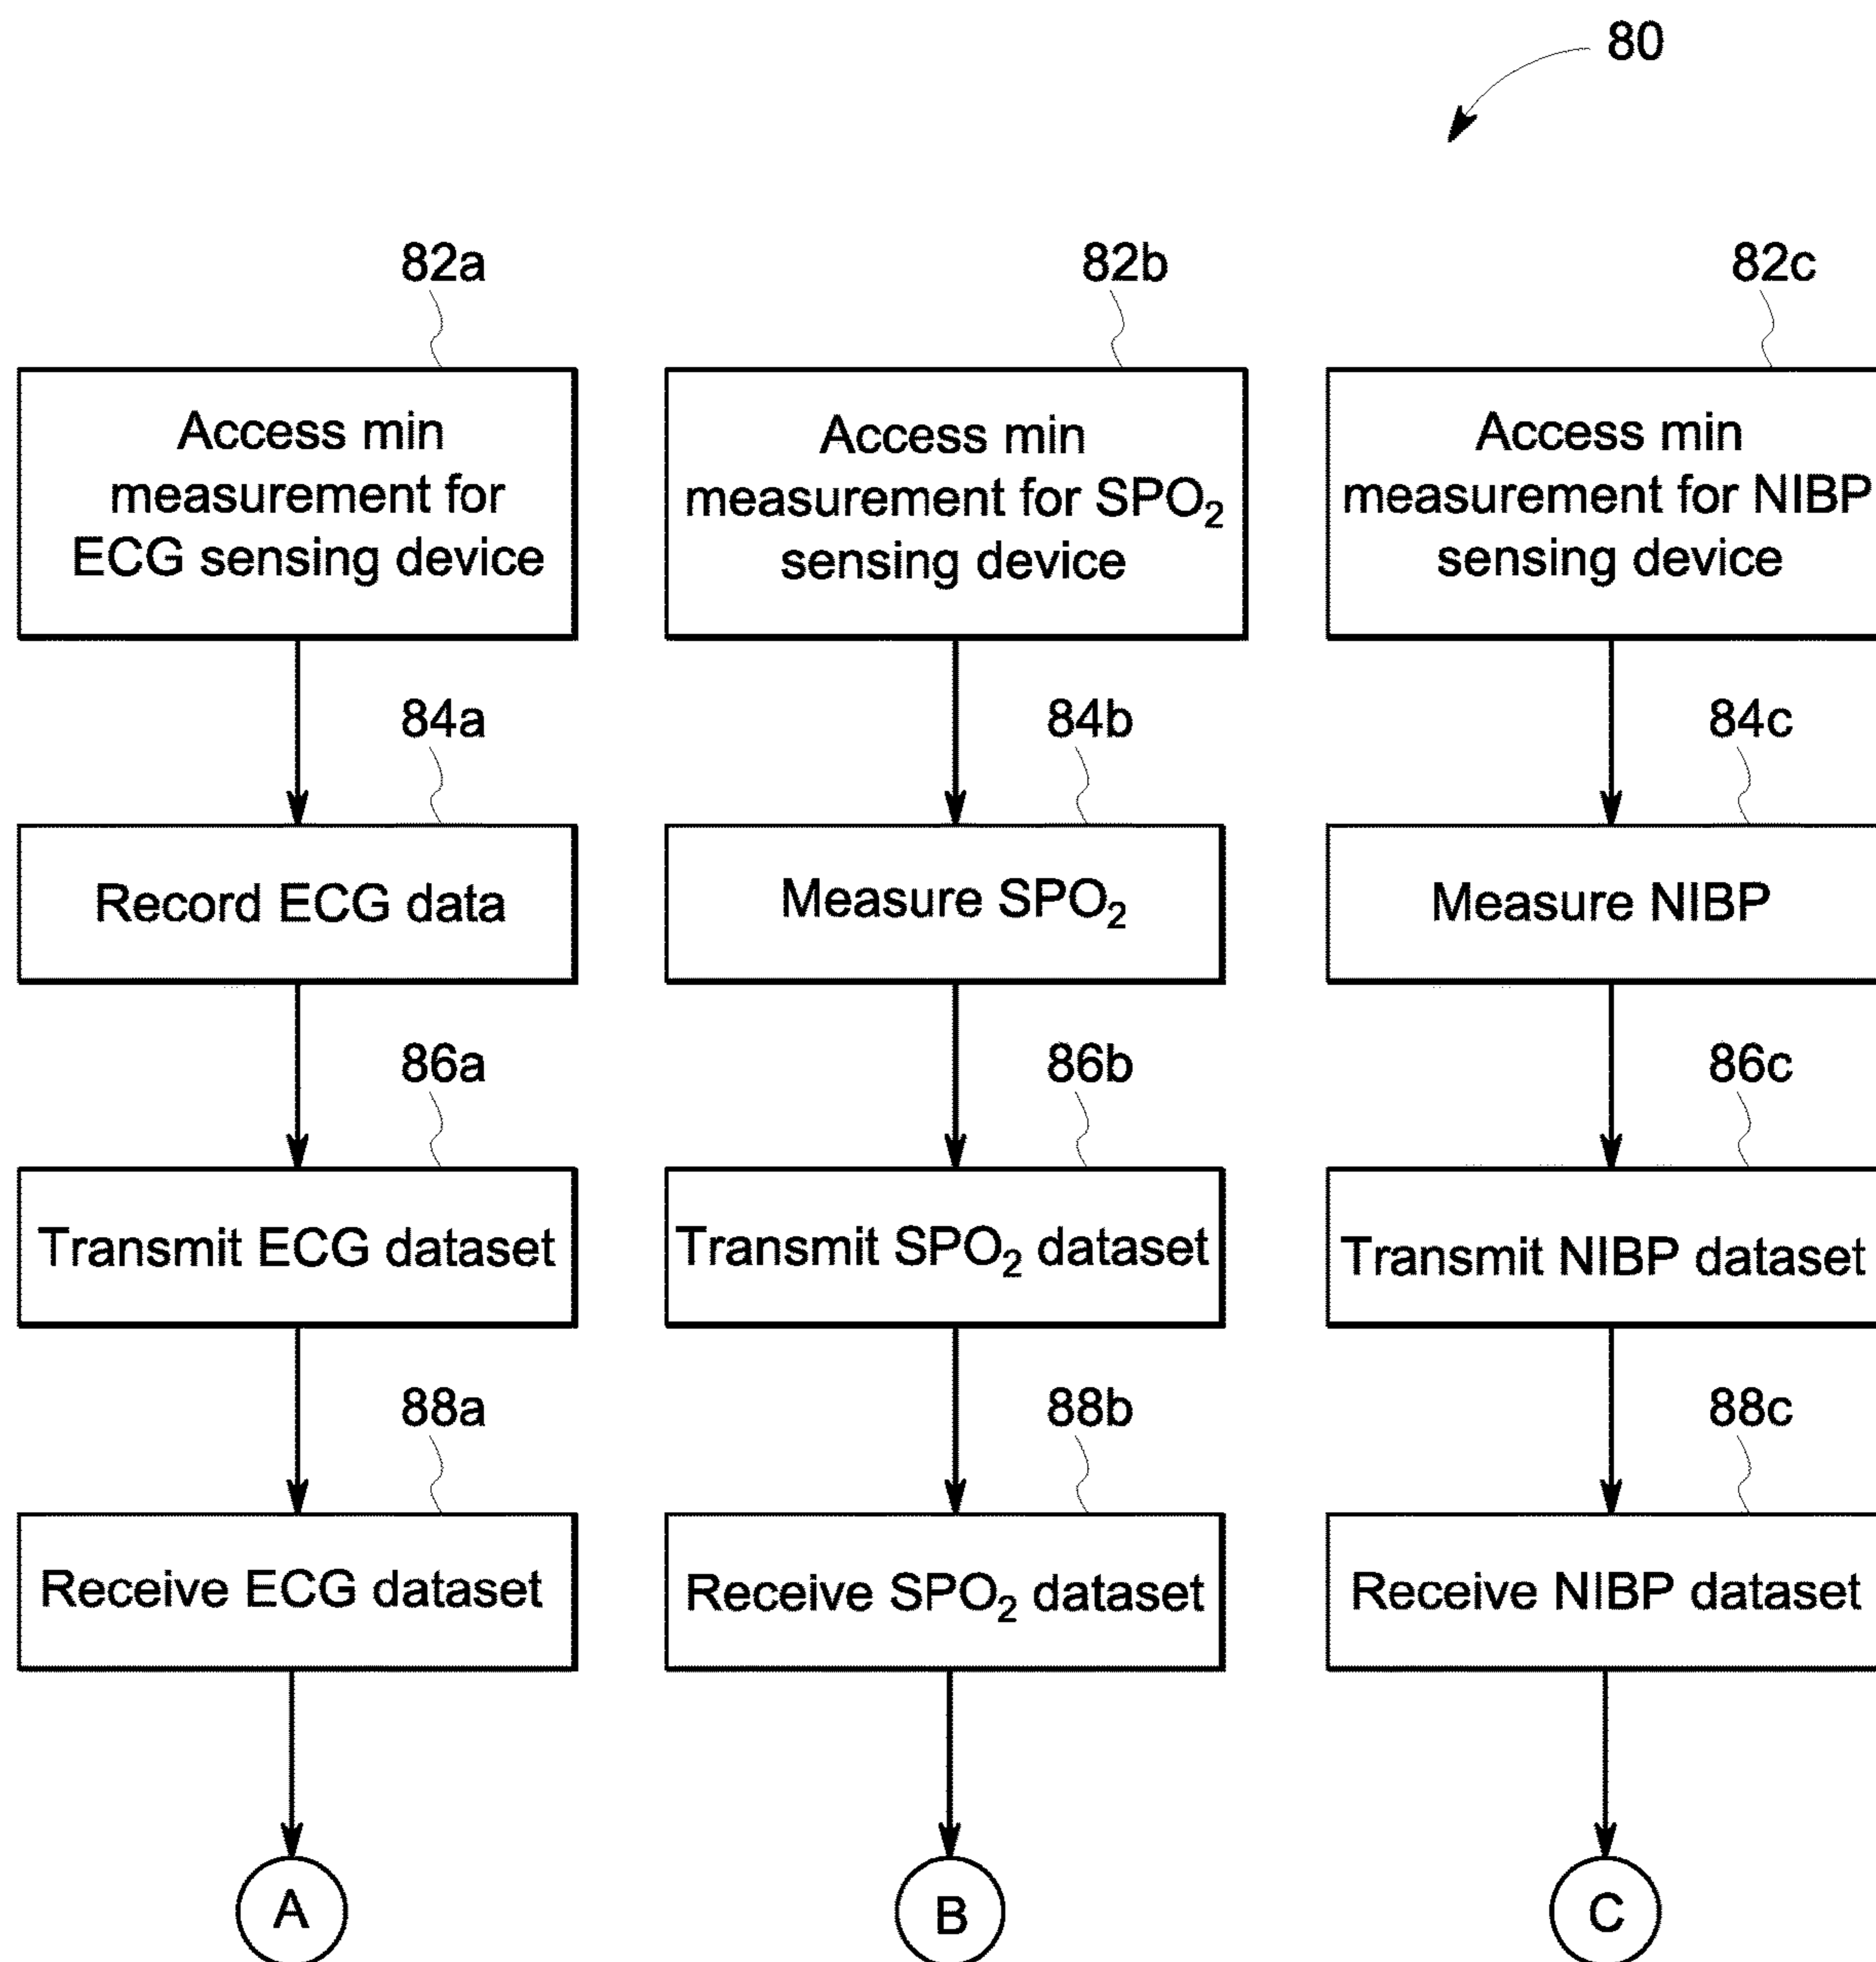 80
82a
82b
82c
Access min
measurement for
ECG sensing device
Access min
measurement for SPO₂
sensing device
Access min
measurement for NIBP
sensing device
84a
84b
84c
Record ECG data
Measure SPO₂
Measure NIBP
86a
86b
86c
Transmit ECG dataset
Transmit SPO₂ dataset
Transmit NIBP dataset
88a
88b
88c
Receive ECG dataset
Receive SPO₂ dataset
Receive NIBP dataset
A
B
C